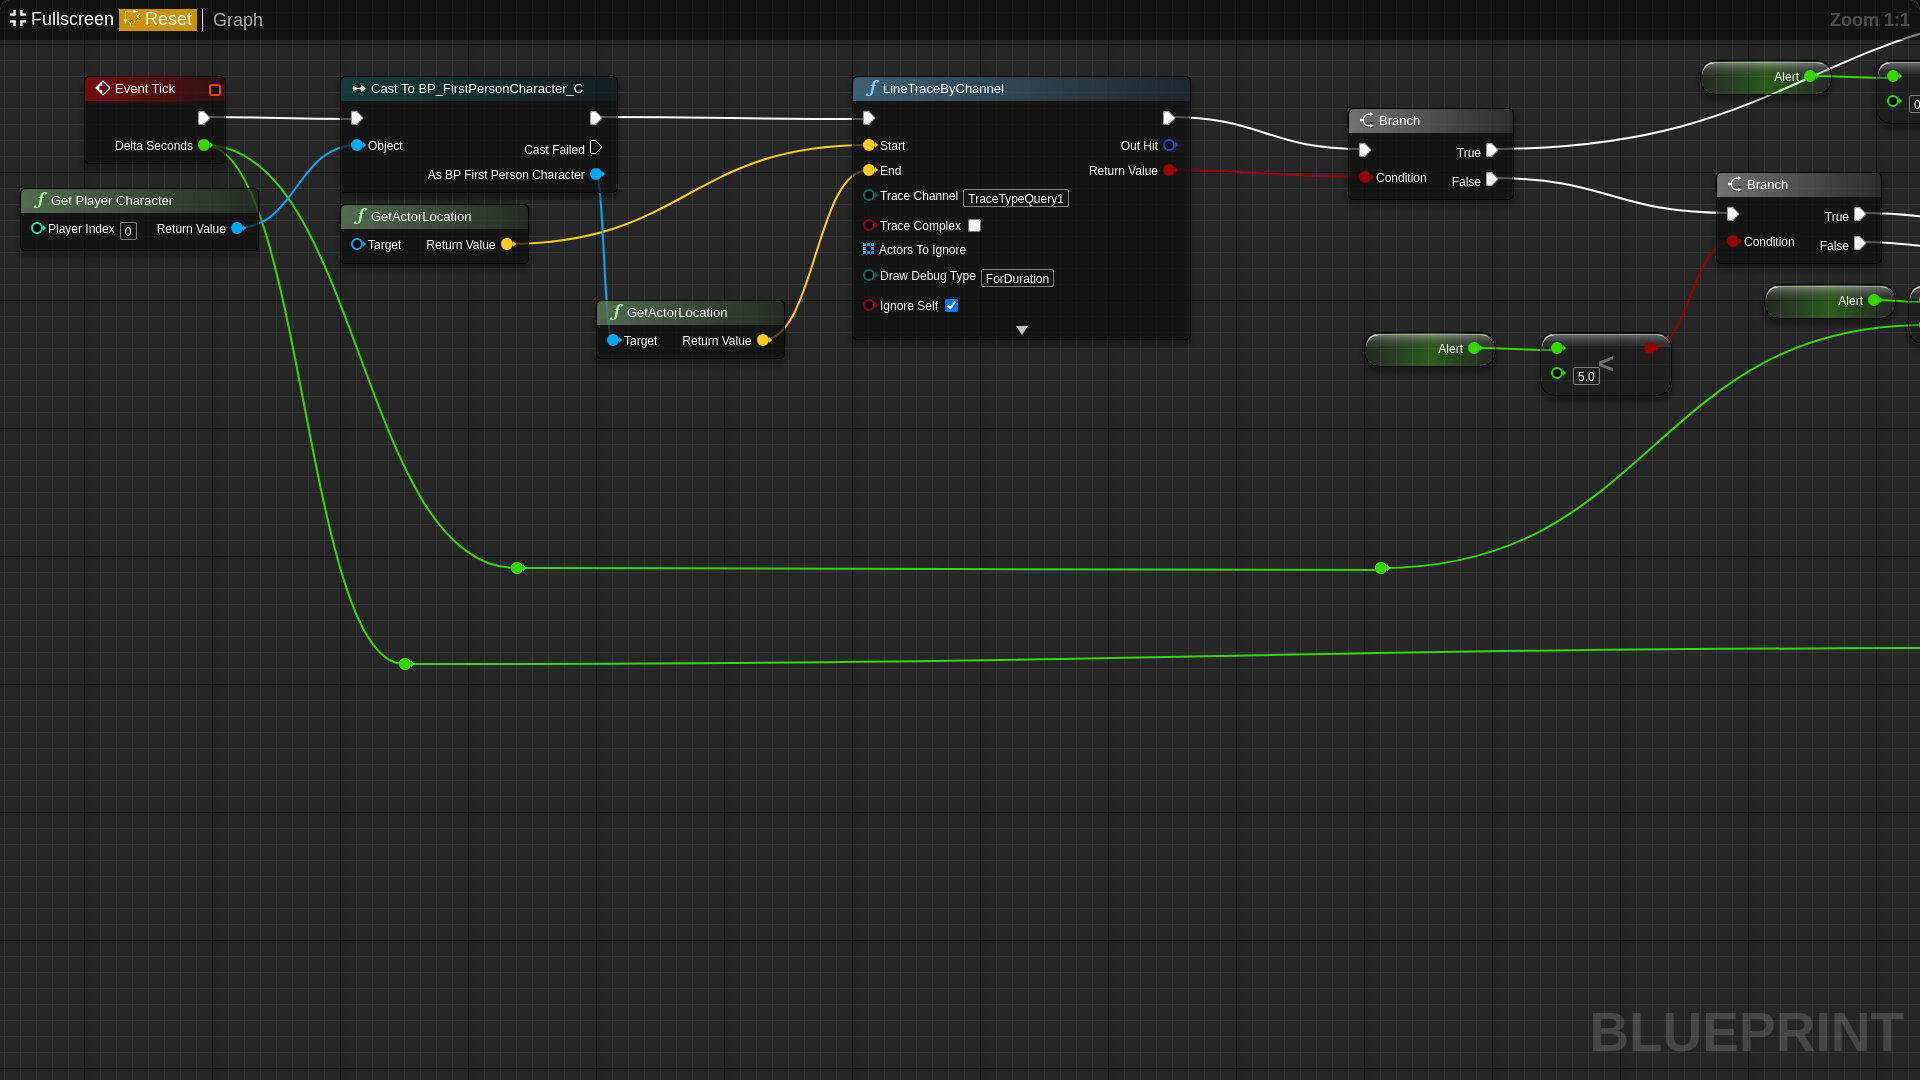 Fullscreen Reset Graph
Zoom 1:1
Event Tick
Delta Seconds
Get Player Character
Player Index 0 Return Value
Cast To BP_FirstPersonCharacter_C
Object
Cast Failed
As BP First Person Character
GetActorLocation
Target Return Value
GetActorLocation
Target Return Value
LineTraceByChannel
Start Out Hit
End Return Value
Trace Channel TraceTypeQuery1
Trace Complex
Actors To Ignore
Draw Debug Type ForDuration
Ignore Self
Branch
True
Condition False
Alert
0
Branch
True
Condition False
Alert
Alert
<
5.0
BLUEPRINT